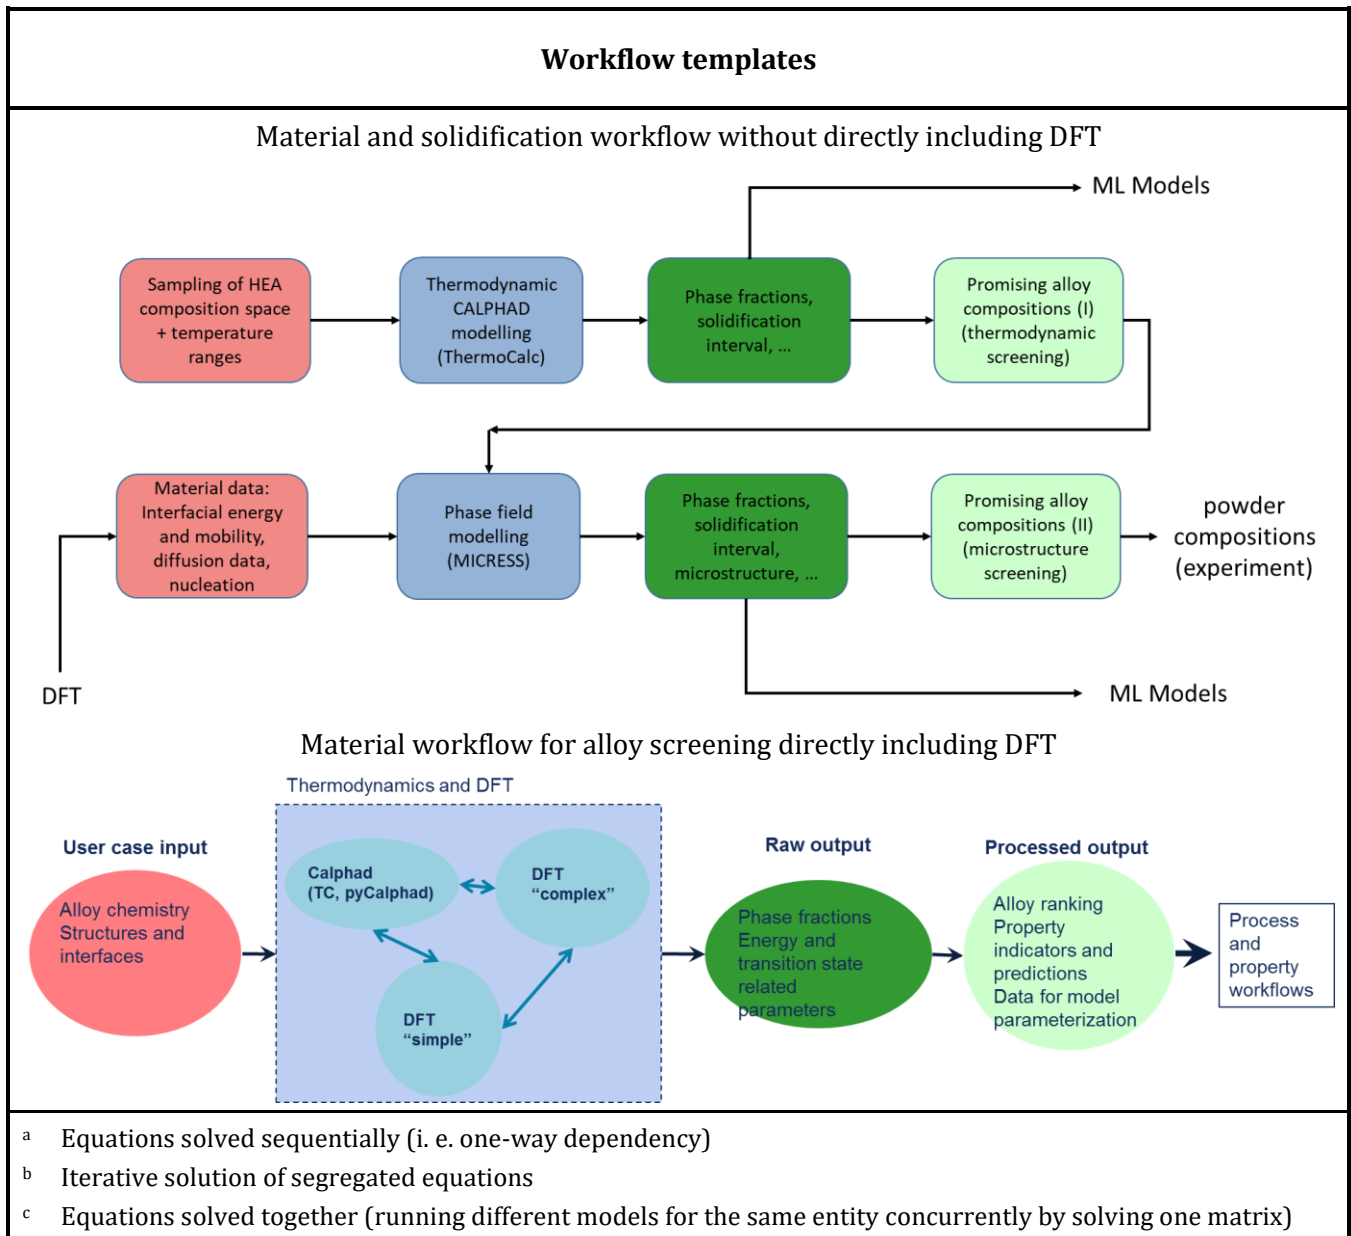 Workflow templates
Material and solidification workflow without directly including DFT
ML Models
Sampling of HEA
composition space
+ temperature
ranges
Thermodynamic
CALPHAD
modelling
(ThermoCalc)
Phase fractions,
solidification
interval, ...
Promising alloy
compositions (I)
(thermodynamic
screening)
Material data:
Interfacial energy
and mobility,
diffusion data,
nucleation
Phase field
modelling
(MICRESS)
Phase fractions,
solidification
interval,
microstructure, ...
Promising alloy
compositions (II)
(microstructure
screening)
powder
compositions
(experiment)
DFT
ML Models
Material workflow for alloy screening directly including DFT
Thermodynamics and DFT
User case input
Alloy chemistry
Structures and
interfaces
Calphad
(TC, pyCalphad)
DFT
“complex”
DFT
“simple”
Raw output
Phase fractions
Energy and
transition state
related
parameters
Processed output
Alloy ranking
Property
indicators and
predictions
Data for model
parameterization
Process
and
property
workflows
a Equations solved sequentially (i. e. one-way dependency)
b Iterative solution of segregated equations
c Equations solved together (running different models for the same entity concurrently by solving one matrix)